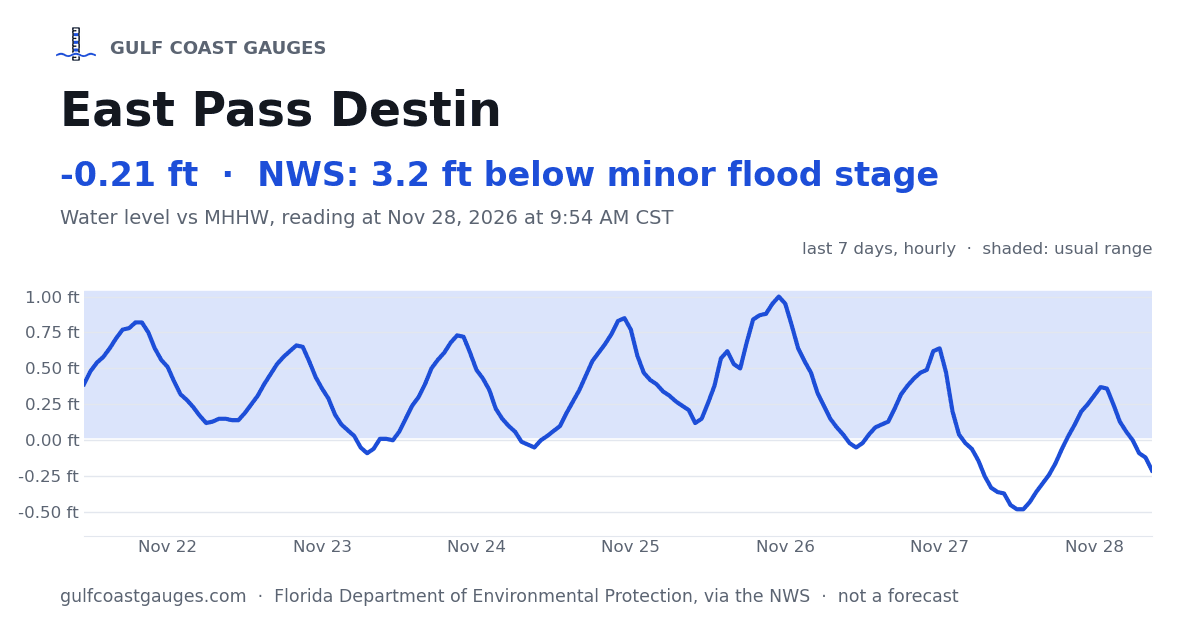 GULF COAST GAUGES
East Pass Destin
-0.21 ft · NWS: 3.2 ft below minor flood stage
Water level vs MHHW, reading at Nov 28, 2026 at 9:54 AM CST
last 7 days, hourly · shaded: usual range
1.00 ft
0.75 ft
0.50 ft
0.25 ft
0.00 ft
-0.25 ft
-0.50 ft
Nov 22 Nov 23 Nov 24 Nov 25 Nov 26 Nov 27 Nov 28
gulfcoastgauges.com · Florida Department of Environmental Protection, via the NWS · not a forecast